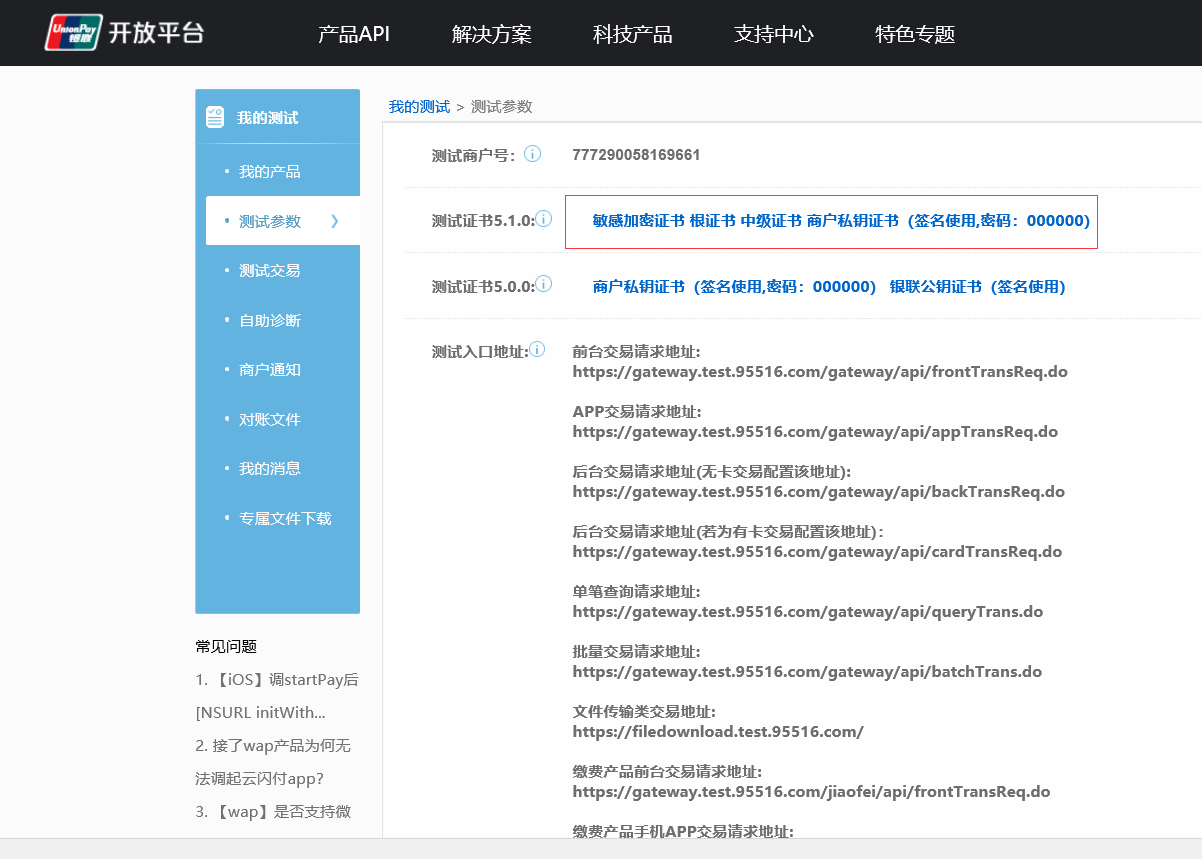 UnionPay 银联 开放平台 产品API 解决方案 科技产品 支持中心 特色专题
我的测试
• 我的产品
• 测试参数 ❯
• 测试交易
• 自助诊断
• 商户通知
• 对账文件
• 我的消息
• 专属文件下载
常见问题
1. 【iOS】调startPay后
[NSURL initWith...
2. 接了wap产品为何无
法调起云闪付app?
3. 【wap】是否支持微
我的测试 > 测试参数
测试商户号: 777290058169661
测试证书5.1.0: 敏感加密证书 根证书 中级证书 商户私钥证书（签名使用,密码：000000)
测试证书5.0.0: 商户私钥证书（签名使用,密码：000000） 银联公钥证书（签名使用)
测试入口地址: 前台交易请求地址:
https://gateway.test.95516.com/gateway/api/frontTransReq.do
APP交易请求地址:
https://gateway.test.95516.com/gateway/api/appTransReq.do
后台交易请求地址(无卡交易配置该地址):
https://gateway.test.95516.com/gateway/api/backTransReq.do
后台交易请求地址(若为有卡交易配置该地址)：
https://gateway.test.95516.com/gateway/api/cardTransReq.do
单笔查询请求地址:
https://gateway.test.95516.com/gateway/api/queryTrans.do
批量交易请求地址:
https://gateway.test.95516.com/gateway/api/batchTrans.do
文件传输类交易地址:
https://filedownload.test.95516.com/
缴费产品前台交易请求地址:
https://gateway.test.95516.com/jiaofei/api/frontTransReq.do
缴费产品手机APP交易请求地址: